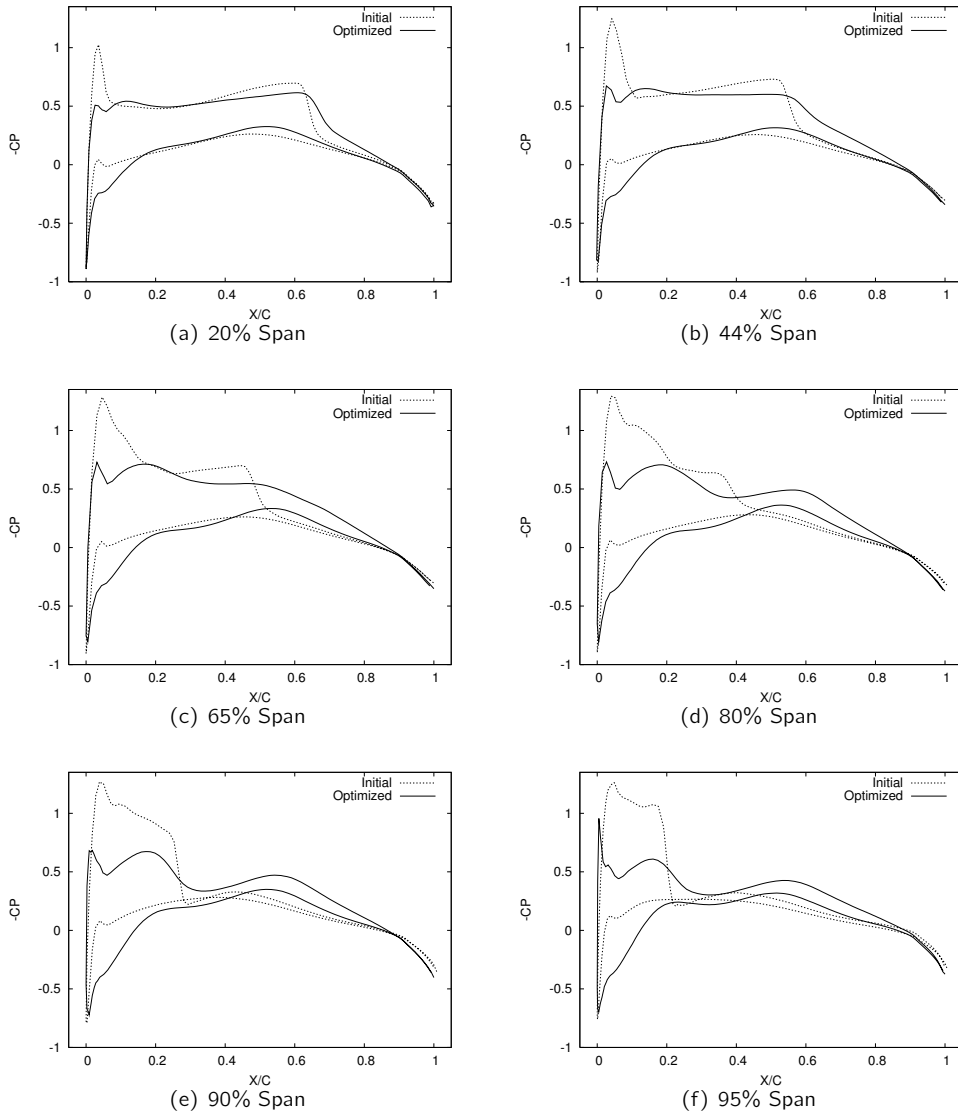 Initial
Optimized
1
0.5
0
-0.5
-1
-CP
0 0.2 0.4 0.6 0.8 1
X/C
(a) 20% Span
Initial
Optimized
1
0.5
0
-0.5
-1
-CP
0 0.2 0.4 0.6 0.8 1
X/C
(b) 44% Span
Initial
Optimized
1
0.5
0
-0.5
-1
-CP
0 0.2 0.4 0.6 0.8 1
X/C
(c) 65% Span
Initial
Optimized
1
0.5
0
-0.5
-1
-CP
0 0.2 0.4 0.6 0.8 1
X/C
(d) 80% Span
Initial
Optimized
1
0.5
0
-0.5
-1
-CP
0 0.2 0.4 0.6 0.8 1
X/C
(e) 90% Span
Initial
Optimized
1
0.5
0
-0.5
-1
-CP
0 0.2 0.4 0.6 0.8 1
X/C
(f) 95% Span